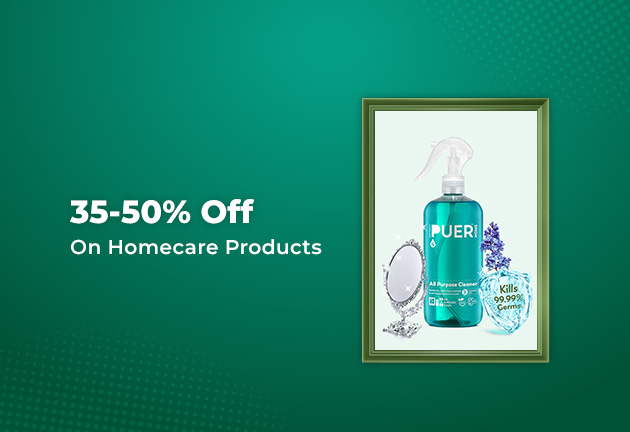 35-50% Off
On Homecare Products
PUER
All Purpose Cleaner
Kills
99.99%
Germs